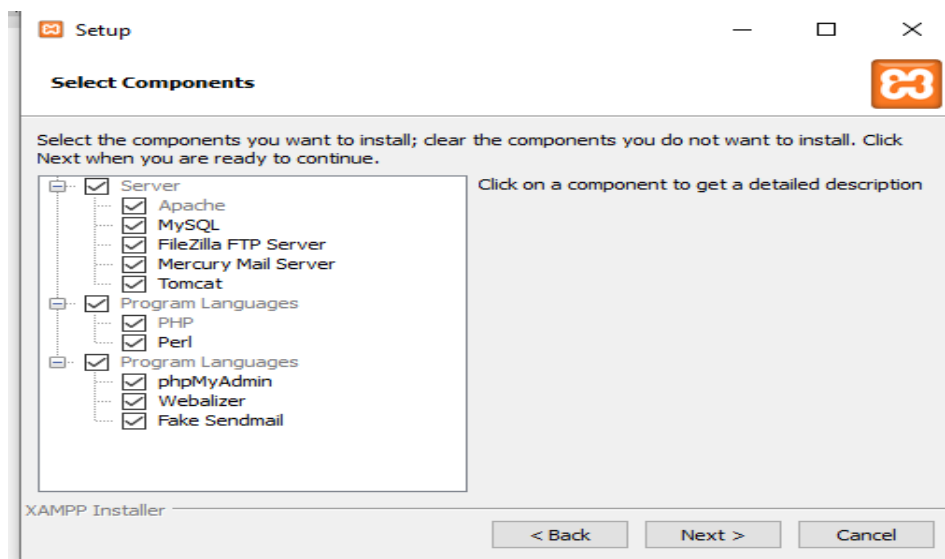 Setup
Select Components
Select the components you want to install; clear the components you do not want to install. Click
Next when you are ready to continue.
Server
Apache
MySQL
FileZilla FTP Server
Mercury Mail Server
Tomcat
Program Languages
PHP
Perl
Program Languages
phpMyAdmin
Webalizer
Fake Sendmail
Click on a component to get a detailed description
XAMPP Installer
< Back
Next >
Cancel